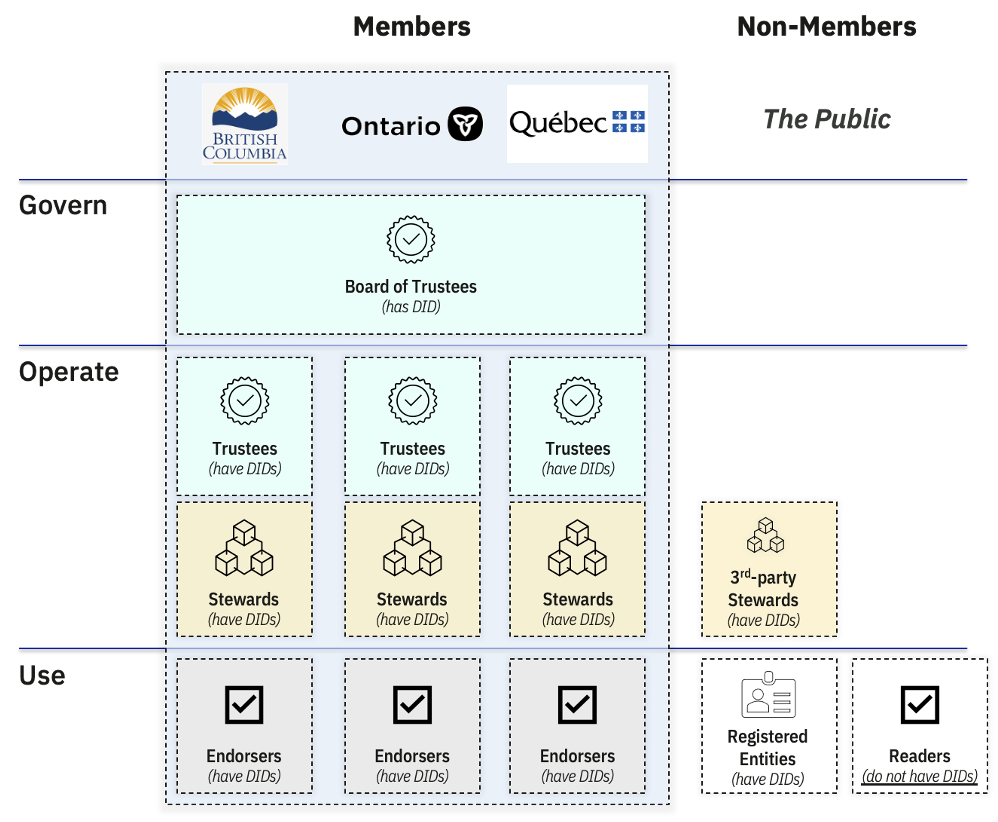 Members
Non-Members
BRITISH
COLUMBIA
Ontario
Québec
The Public
Govern
Board of Trustees
(has DID)
Operate
Trustees
(have DIDs)
Trustees
(have DIDs)
Trustees
(have DIDs)
Stewards
(have DIDs)
Stewards
(have DIDs)
Stewards
(have DIDs)
3rd-party
Stewards
(have DIDs)
Use
Endorsers
(have DIDs)
Endorsers
(have DIDs)
Endorsers
(have DIDs)
Registered
Entities
(have DIDs)
Readers
(do not have DIDs)